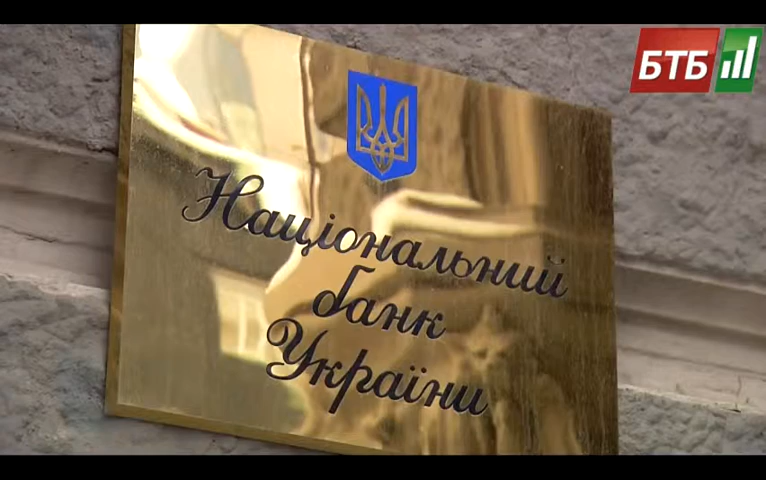 БТБ
Національний
банк
України